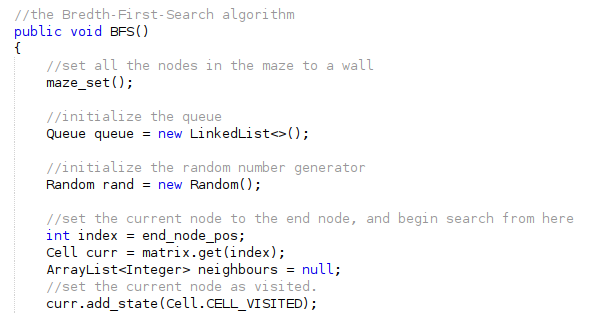 //the Bredth-First-Search algorithm
public void BFS()
{
//set all the nodes in the maze to a wall
maze_set();
//initialize the queue
Queue queue = new LinkedList<>();
//initialize the random number generator
Random rand = new Random();
//set the current node to the end node, and begin search from here
int index = end_node_pos;
Cell curr = matrix.get(index);
ArrayList<Integer> neighbours = null;
//set the current node as visited.
curr.add_state(Cell.CELL_VISITED);